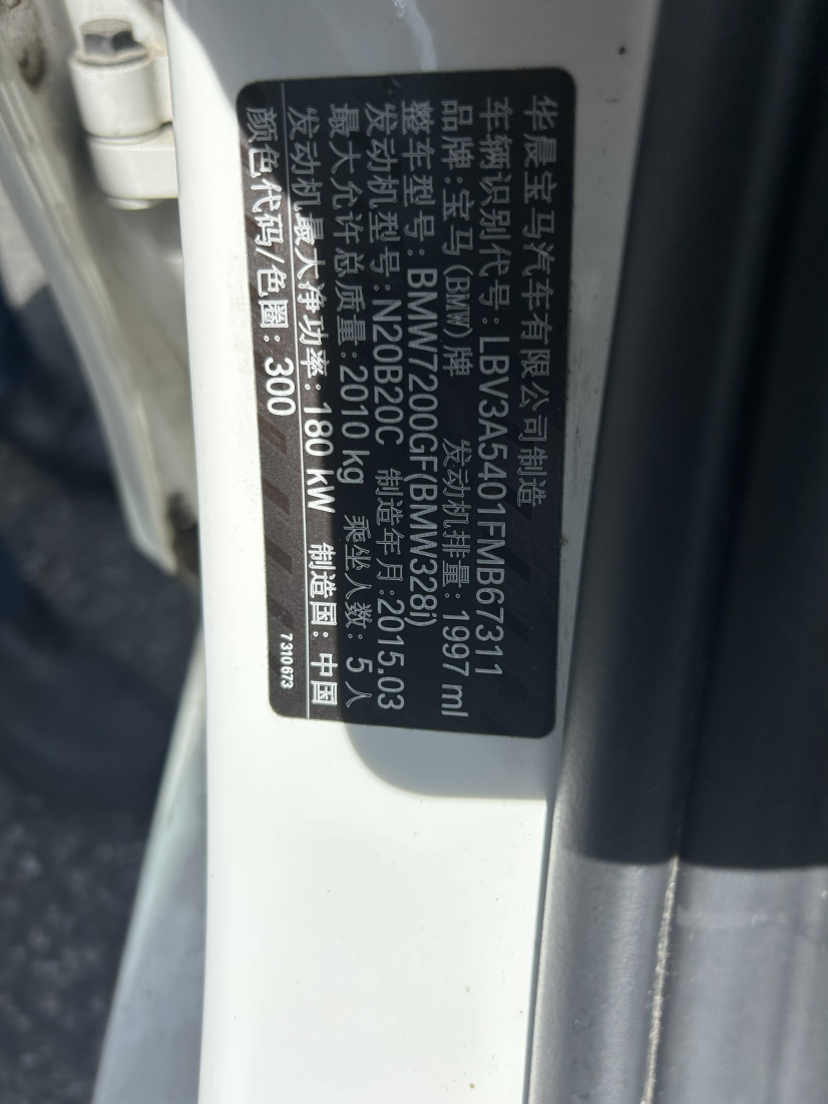 华晨宝马汽车有限公司制造
车辆识别代号:LBV3A5401FMB67311
品牌:宝马(BMW)牌 发动机排量:1997 ml
整车型号:BMW7200GF(BMW328i)
发动机型号:N20B20C 制造年月:2015.03
最大允许总质量:2010 kg 乘坐人数: 5 人
发动机最大净功率:180 kW 制造国:中国
颜色代码/色圈:300
7310673